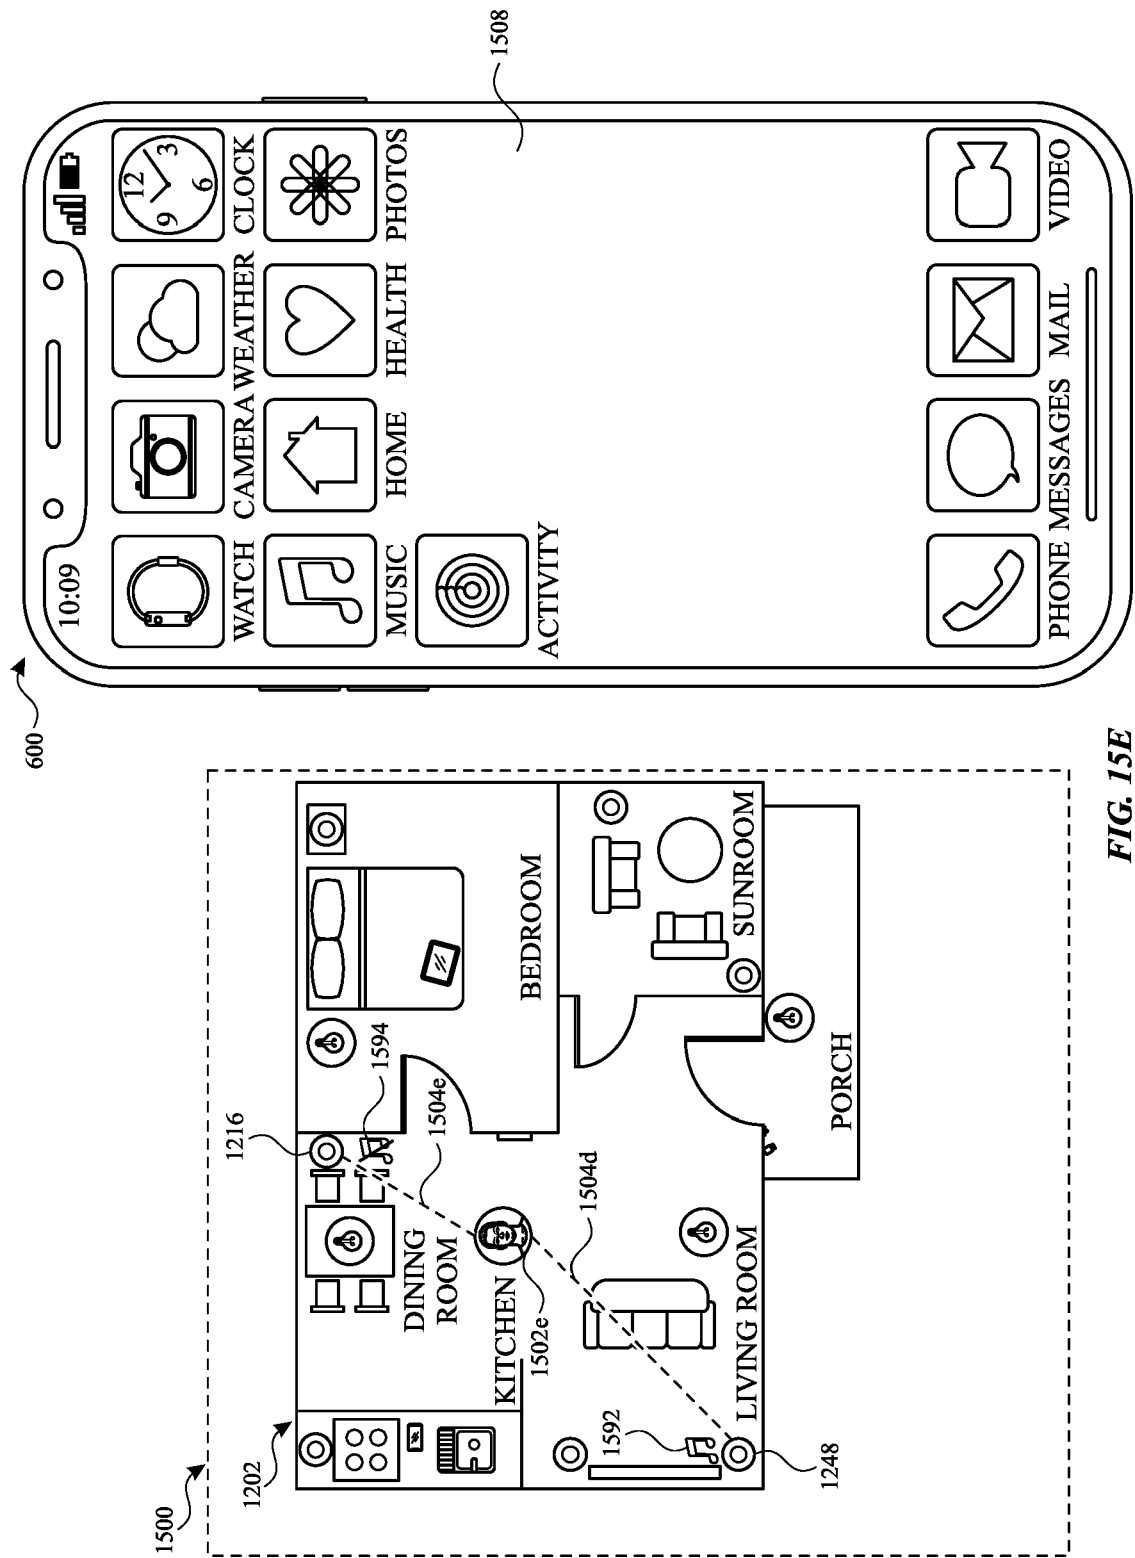 600
10:09
12
3
6
9
WATCH
CAMERA
WEATHER
CLOCK
MUSIC
HOME
HEALTH
PHOTOS
ACTIVITY
1508
PHONE
MESSAGES
MAIL
VIDEO
1500
1202
1216
1594
1504e
DINING
ROOM
BEDROOM
KITCHEN
1502e
1504d
1592
1248
LIVING ROOM
SUNROOM
PORCH
FIG. 15E